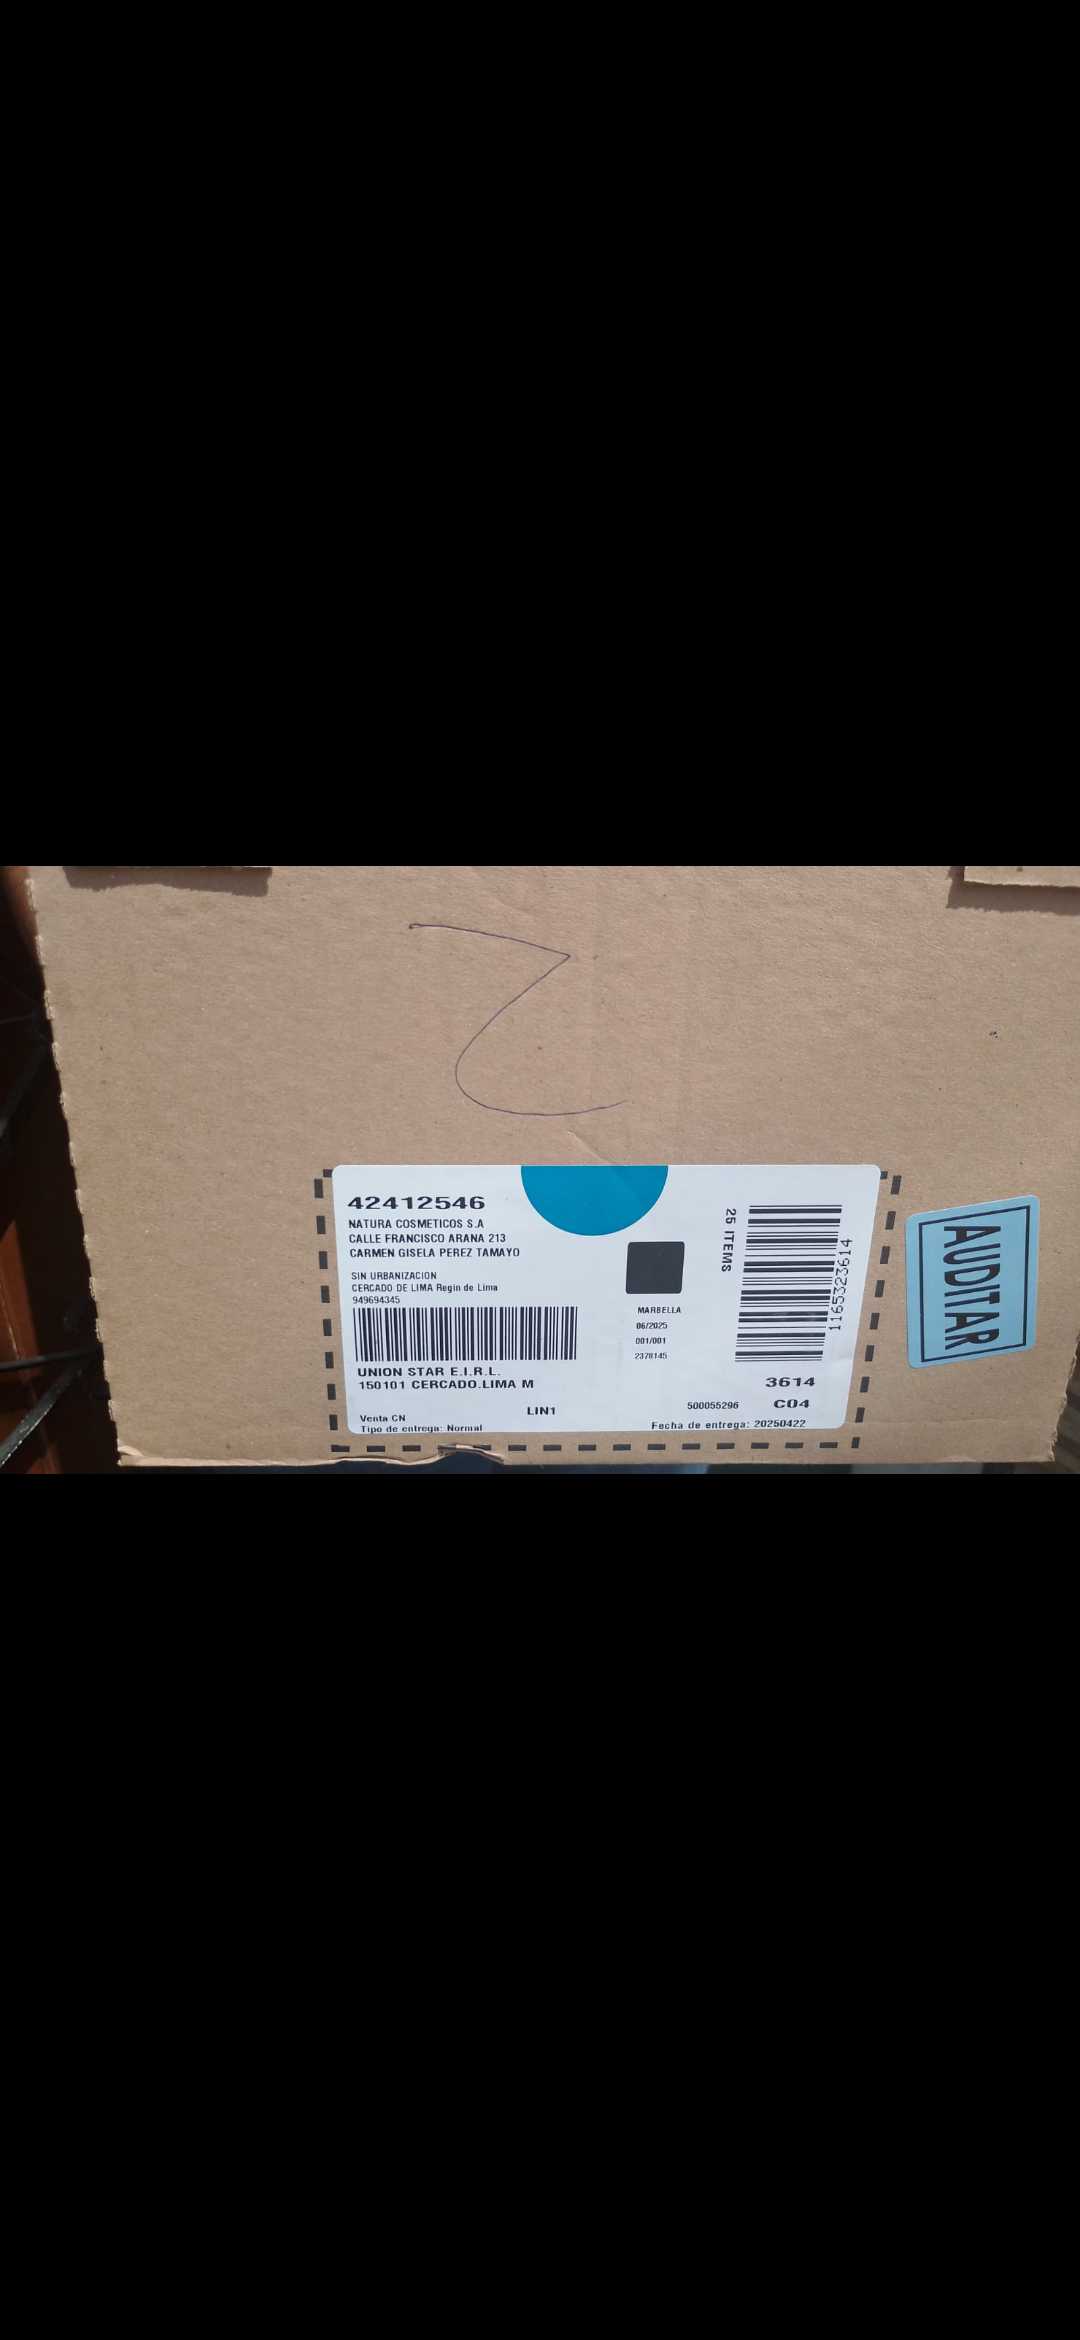 42412546
NATURA COSMETICOS S.A
CALLE FRANCISCO ARANA 213
CARMEN GISELA PEREZ TAMAYO
SIN URBANIZACION
CERCADO DE LIMA Regin de Lima
949694345
UNION STAR E.I.R.L.
150101 CERCADO.LIMA M
LIN1
Venta CN
Tipo de entrega: Normal
MARBELLA
06/2025
001/001
2378145
25 ITEMS
1165323614
3614
500055296 C04
Fecha de entrega: 20250422
AUDITAR